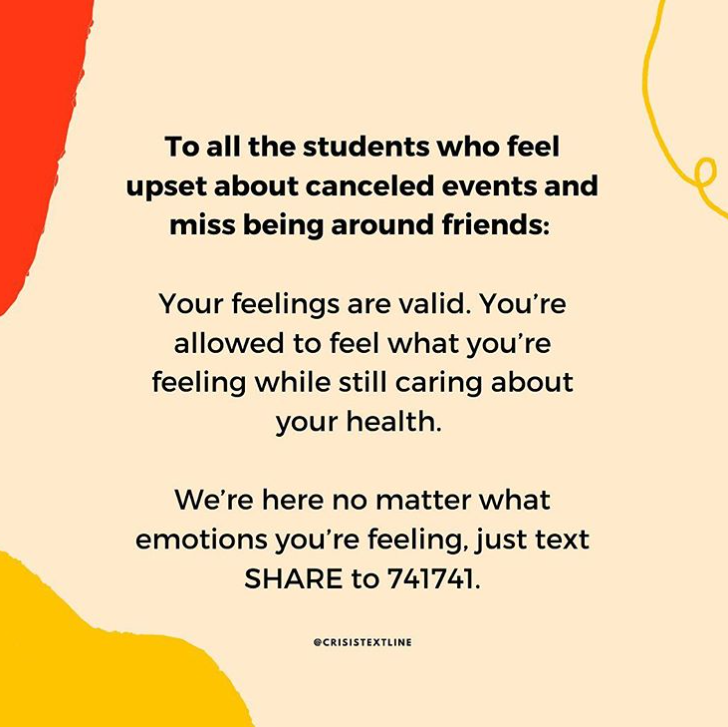 To all the students who feel
upset about canceled events and
miss being around friends:
Your feelings are valid. You’re
allowed to feel what you’re
feeling while still caring about
your health.
We’re here no matter what
emotions you’re feeling, just text
SHARE to 741741.
@CRISISTEXTLINE